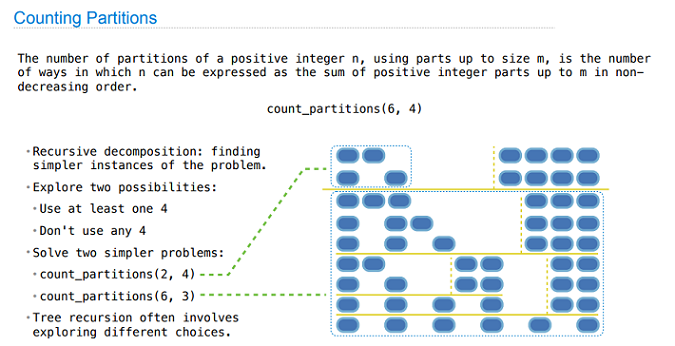 Counting Partitions
The number of partitions of a positive integer n, using parts up to size m, is the number
of ways in which n can be expressed as the sum of positive integer parts up to m in non-
decreasing order.
count_partitions(6, 4)
•Recursive decomposition: finding
simpler instances of the problem.
•Explore two possibilities:
•Use at least one 4
•Don't use any 4
•Solve two simpler problems:
•count_partitions(2, 4)
•count_partitions(6, 3)
•Tree recursion often involves
exploring different choices.